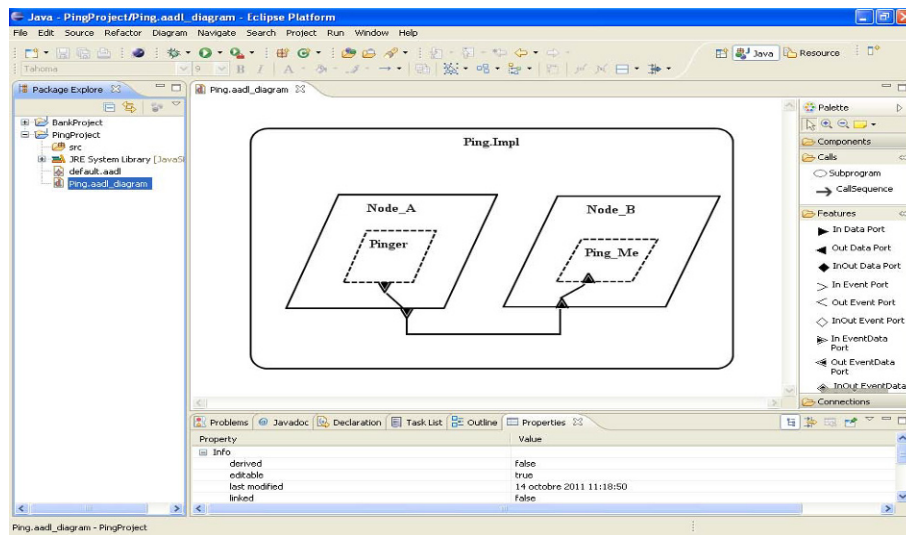 Java - PingProject/Ping.aadl_diagram - Eclipse Platform
File Edit Source Refactor Diagram Navigate Search Project Run Window Help
Java Resource
Tahoma 9 B I A
Package Explore
Ping.aadl_diagram
BankProject
PingProject
src
JRE System Library [JavaS
default.aadl
Ping.aadl_diagram
Ping.Impl
Node_A
Pinger
Node_B
Ping_Me
Palette
Components
Calls
Subprogram
CallSequence
Features
In Data Port
Out Data Port
InOut Data Port
In Event Port
Out Event Port
InOut Event Port
In EventData
Port
Out EventData
Port
InOut EventData
Connections
Problems Javadoc Declaration Task List Outline Properties
Property Value
Info
derived false
editable true
last modified 14 octobre 2011 11:18:50
linked false
Ping.aadl_diagram - PingProject